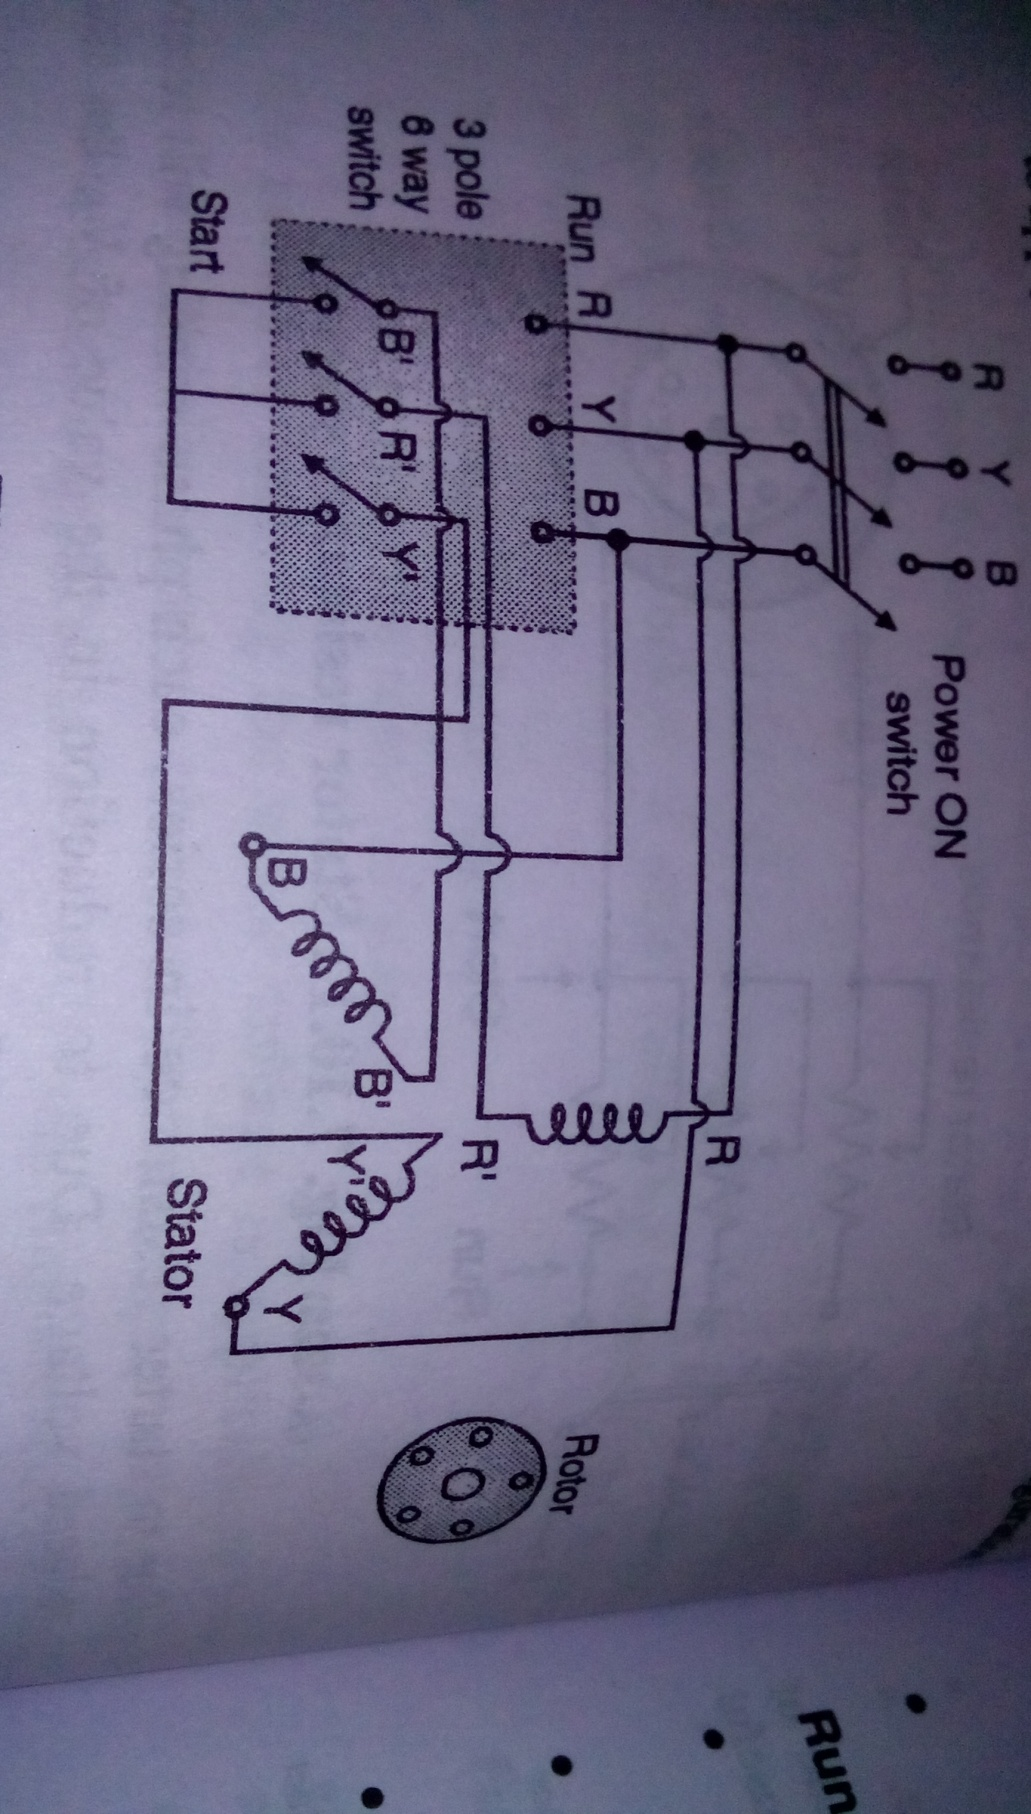 R Y B
Power ON
switch
Run R Y B
3 pole
6 way
switch
B' R' Y'
Start
R
R'
B
B'
Y'
Y
Stator
Rotor
Run